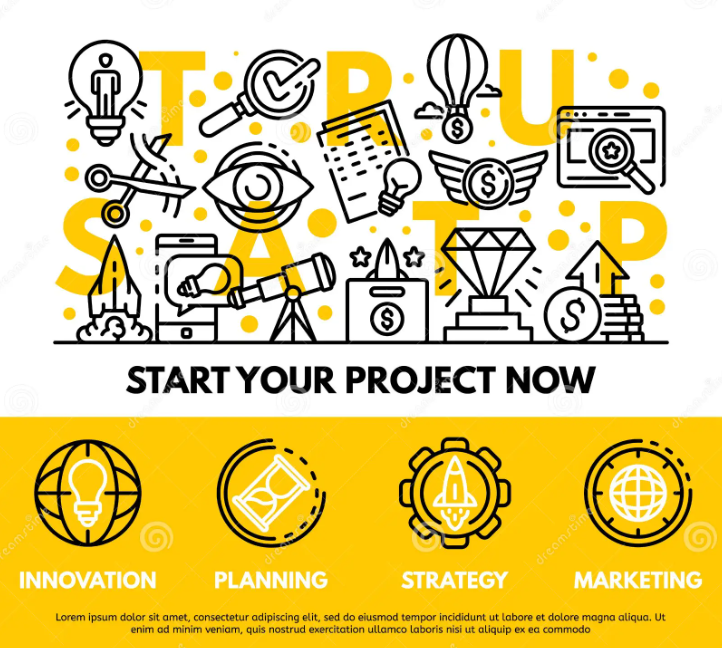 T R U
S A T P
START YOUR PROJECT NOW
INNOVATION PLANNING STRATEGY MARKETING
Lorem ipsum dolor sit amet, consectetur adipiscing elit, sed do eiusmod tempor incididunt ut labore et dolore magna aliqua. Ut
enim ad minim veniam, quis nostrud exercitation ullamco laboris nisi ut aliquip ex ea commodo